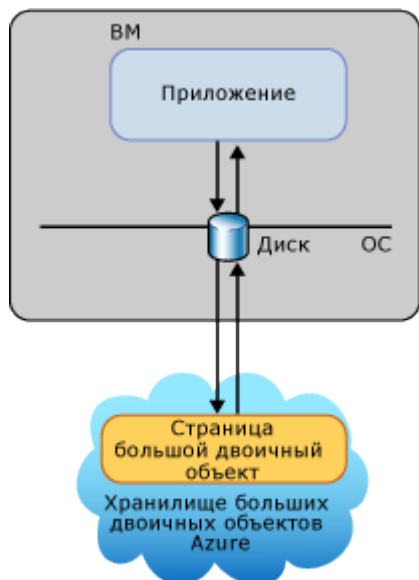 ВМ
Приложение
Диск
ОС
Страница
большой двоичный
объект
Хранилище больших
двоичных объектов
Azure